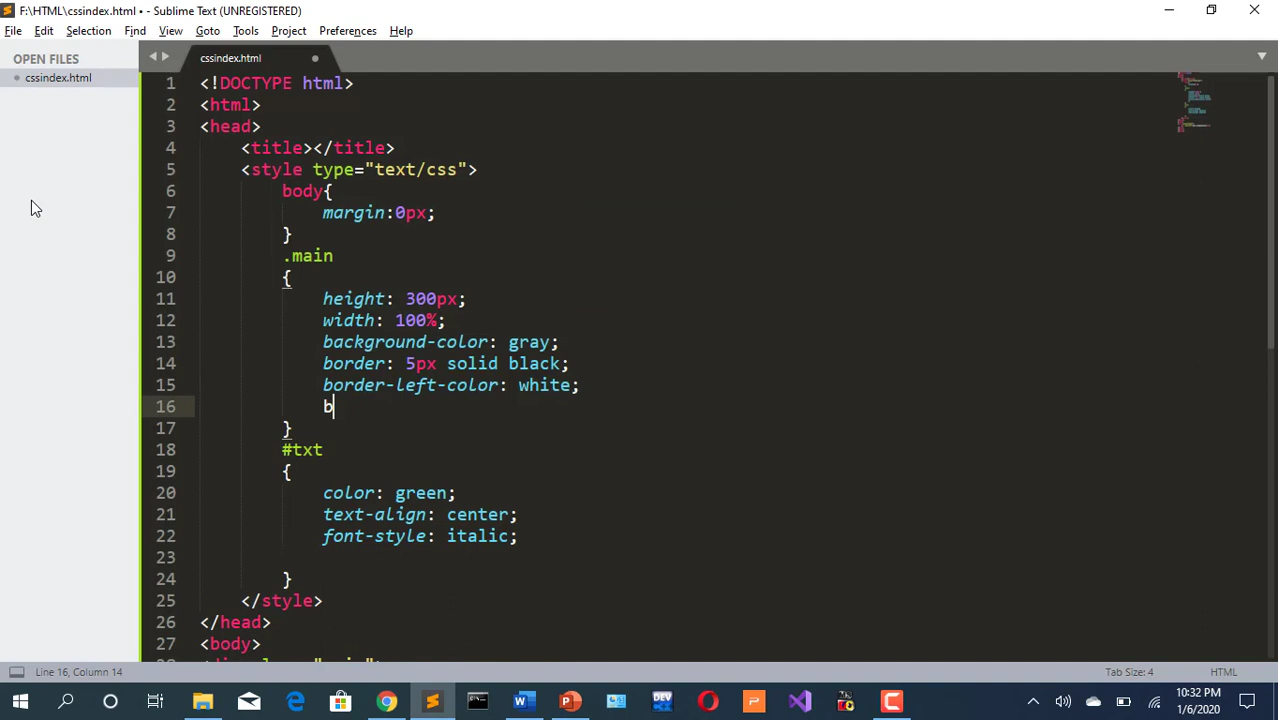 F:\HTML\cssindex.html • - Sublime Text (UNREGISTERED)
File Edit Selection Find View Goto Tools Project Preferences Help
OPEN FILES
cssindex.html
cssindex.html
1 <!DOCTYPE html>
2 <html>
3 <head>
4 <title></title>
5 <style type="text/css">
6 body{
7 margin:0px;
8 }
9 .main
10 {
11 height: 300px;
12 width: 100%;
13 background-color: gray;
14 border: 5px solid black;
15 border-left-color: white;
16 b
17 }
18 #txt
19 {
20 color: green;
21 text-align: center;
22 font-style: italic;
23
24 }
25 </style>
26 </head>
27 <body>
Line 16, Column 14
Tab Size: 4
HTML
DEV
10:32 PM
1/6/2020